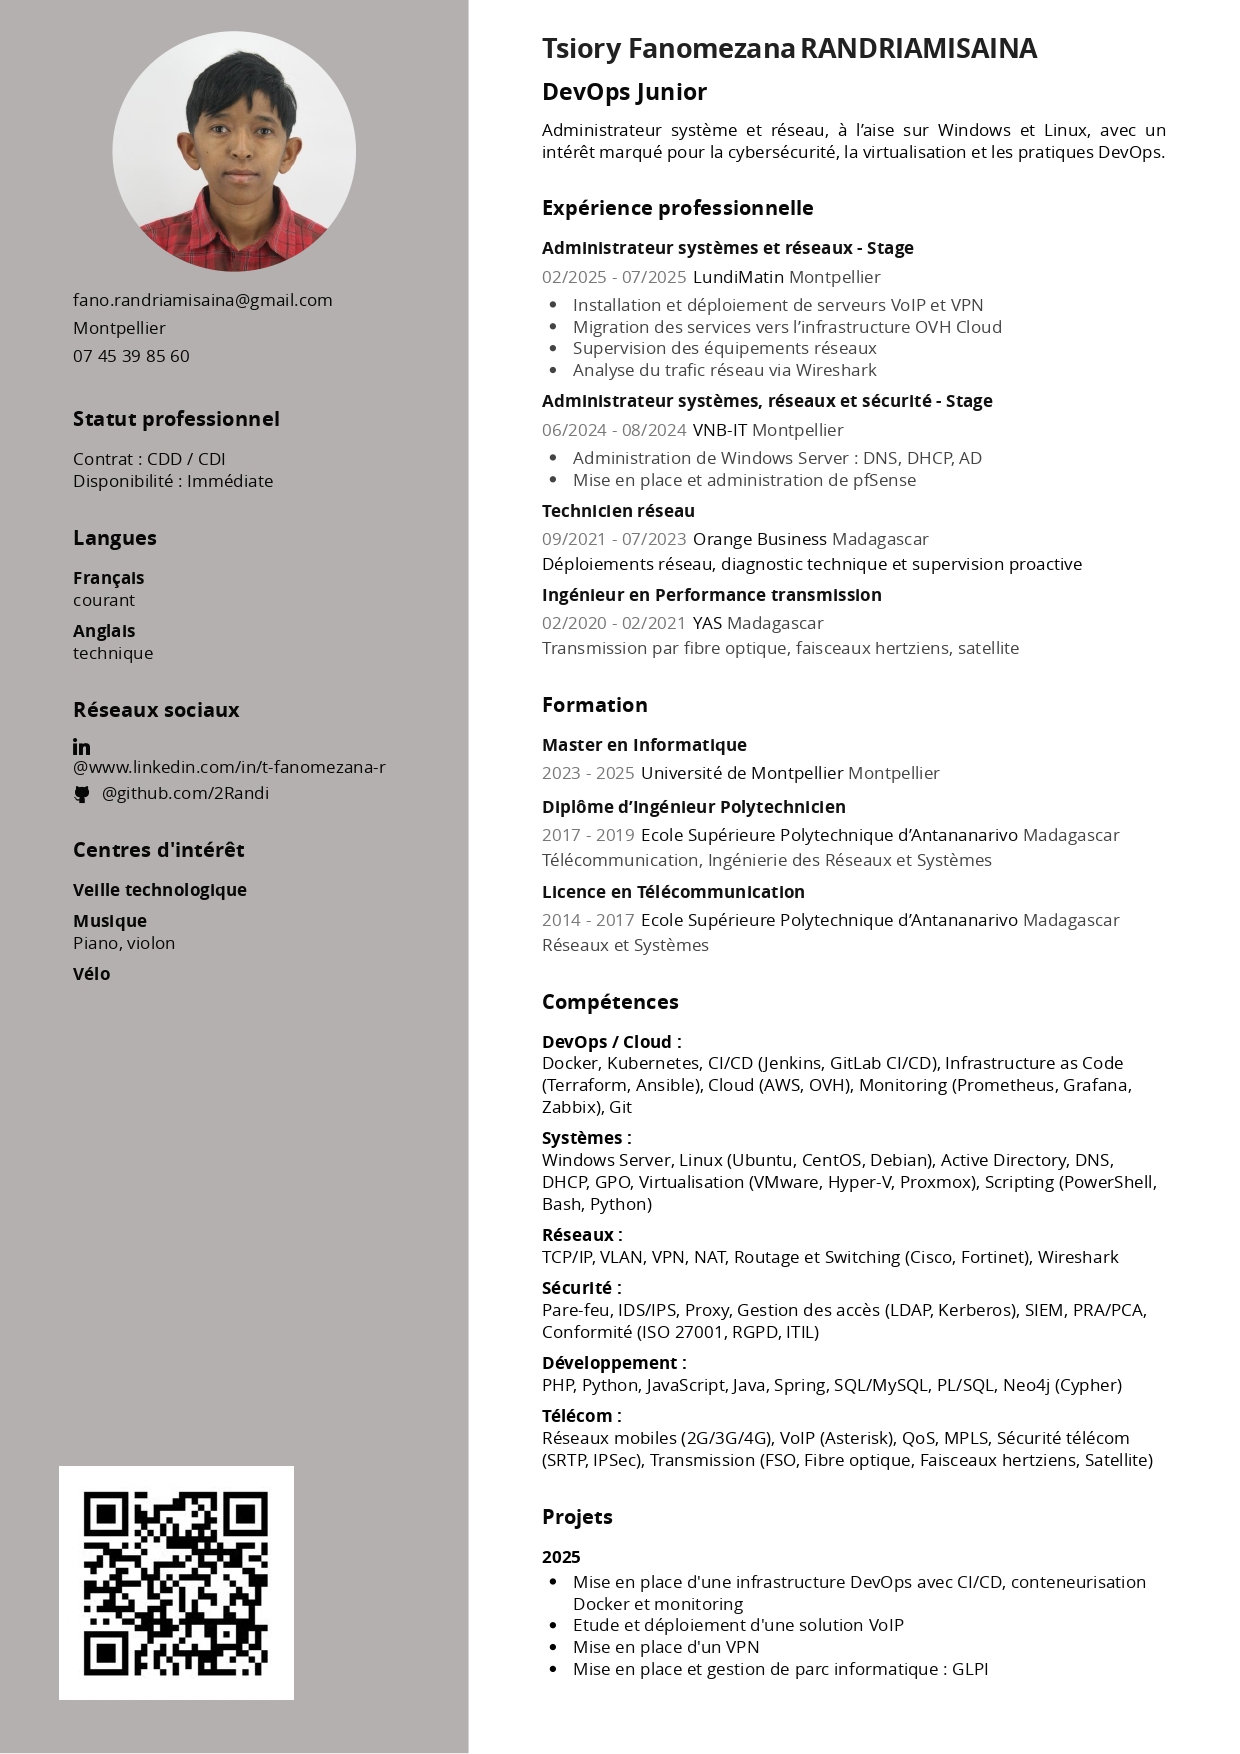 fano.randriamisaina@gmail.com
Montpellier
07 45 39 85 60
Statut professionnel
Contrat : CDD / CDI
Disponibilité : Immédiate
Langues
Français
courant
Anglais
technique
Réseaux sociaux
@www.linkedin.com/in/t-fanomezana-r
@github.com/2Randi
Centres d'intérêt
Veille technologique
Musique
Piano, violon
Vélo
Tsiory Fanomezana RANDRIAMISAINA
DevOps Junior
Administrateur système et réseau, à l’aise sur Windows et Linux, avec un
intérêt marqué pour la cybersécurité, la virtualisation et les pratiques DevOps.
Expérience professionnelle
Administrateur systèmes et réseaux - Stage
02/2025 - 07/2025 LundiMatin Montpellier
• Installation et déploiement de serveurs VoIP et VPN
• Migration des services vers l’infrastructure OVH Cloud
• Supervision des équipements réseaux
• Analyse du trafic réseau via Wireshark
Administrateur systèmes, réseaux et sécurité - Stage
06/2024 - 08/2024 VNB-IT Montpellier
• Administration de Windows Server : DNS, DHCP, AD
• Mise en place et administration de pfSense
Technicien réseau
09/2021 - 07/2023 Orange Business Madagascar
Déploiements réseau, diagnostic technique et supervision proactive
Ingénieur en Performance transmission
02/2020 - 02/2021 YAS Madagascar
Transmission par fibre optique, faisceaux hertziens, satellite
Formation
Master en Informatique
2023 - 2025 Université de Montpellier Montpellier
Diplôme d’Ingénieur Polytechnicien
2017 - 2019 Ecole Supérieure Polytechnique d’Antananarivo Madagascar
Télécommunication, Ingénierie des Réseaux et Systèmes
Licence en Télécommunication
2014 - 2017 Ecole Supérieure Polytechnique d’Antananarivo Madagascar
Réseaux et Systèmes
Compétences
DevOps / Cloud :
Docker, Kubernetes, CI/CD (Jenkins, GitLab CI/CD), Infrastructure as Code
(Terraform, Ansible), Cloud (AWS, OVH), Monitoring (Prometheus, Grafana,
Zabbix), Git
Systèmes :
Windows Server, Linux (Ubuntu, CentOS, Debian), Active Directory, DNS,
DHCP, GPO, Virtualisation (VMware, Hyper-V, Proxmox), Scripting (PowerShell,
Bash, Python)
Réseaux :
TCP/IP, VLAN, VPN, NAT, Routage et Switching (Cisco, Fortinet), Wireshark
Sécurité :
Pare-feu, IDS/IPS, Proxy, Gestion des accès (LDAP, Kerberos), SIEM, PRA/PCA,
Conformité (ISO 27001, RGPD, ITIL)
Développement :
PHP, Python, JavaScript, Java, Spring, SQL/MySQL, PL/SQL, Neo4j (Cypher)
Télécom :
Réseaux mobiles (2G/3G/4G), VoIP (Asterisk), QoS, MPLS, Sécurité télécom
(SRTP, IPSec), Transmission (FSO, Fibre optique, Faisceaux hertziens, Satellite)
Projets
2025
• Mise en place d'une infrastructure DevOps avec CI/CD, conteneurisation
Docker et monitoring
• Etude et déploiement d'une solution VoIP
• Mise en place d'un VPN
• Mise en place et gestion de parc informatique : GLPI